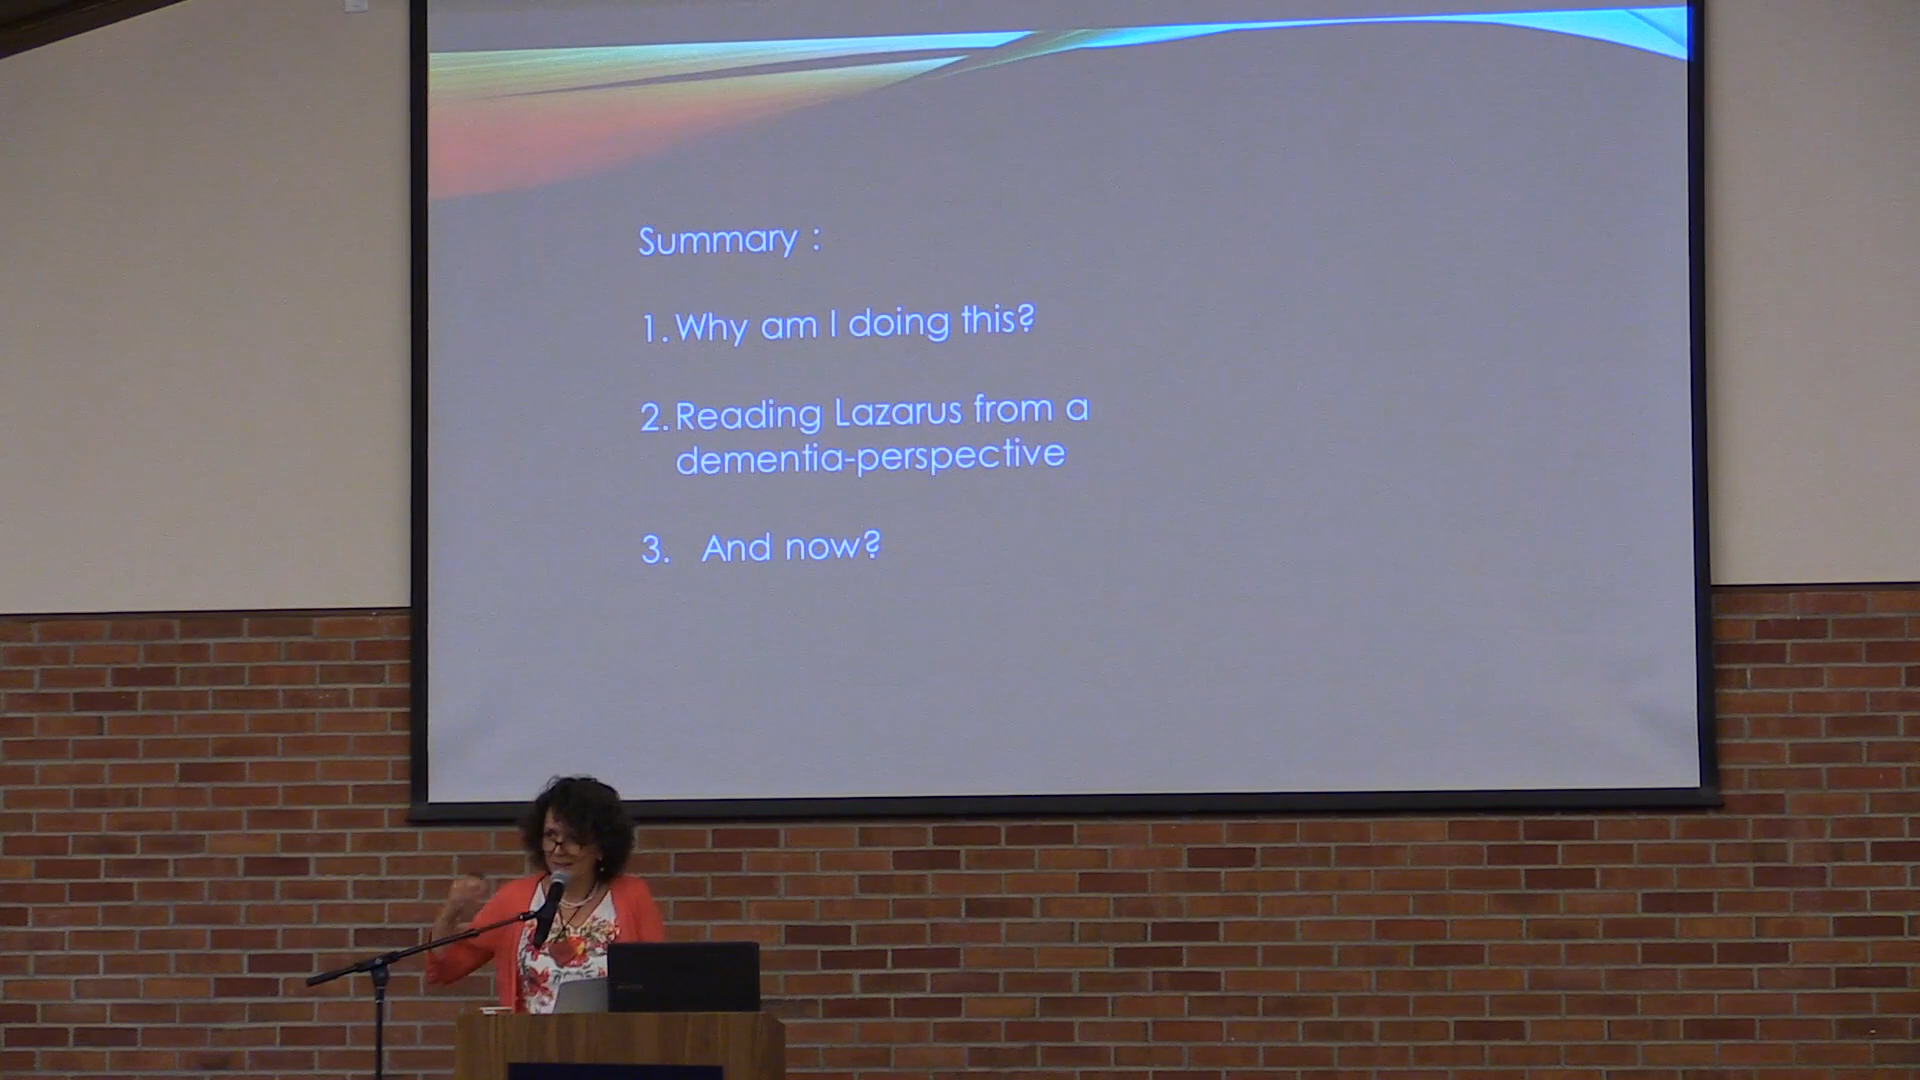 Summary :
1. Why am I doing this?
2. Reading Lazarus from a
dementia-perspective
3. And now?